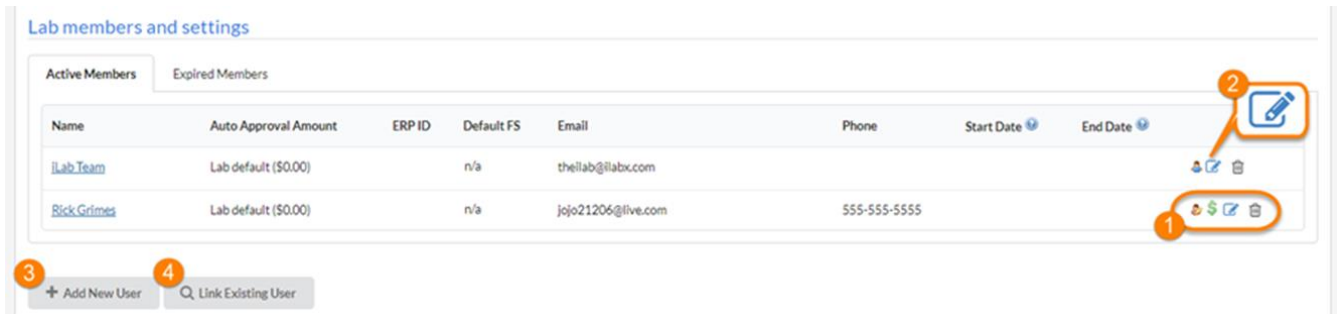 Lab members and settings
Active Members Expired Members
2
Name Auto Approval Amount ERP ID Default FS Email Phone Start Date End Date
iLab Team Lab default ($0.00) n/a theilab@ilabx.com
Rick Grimes Lab default ($0.00) n/a jojo21206@live.com 555-555-5555 $
1
3 4
+ Add New User Link Existing User